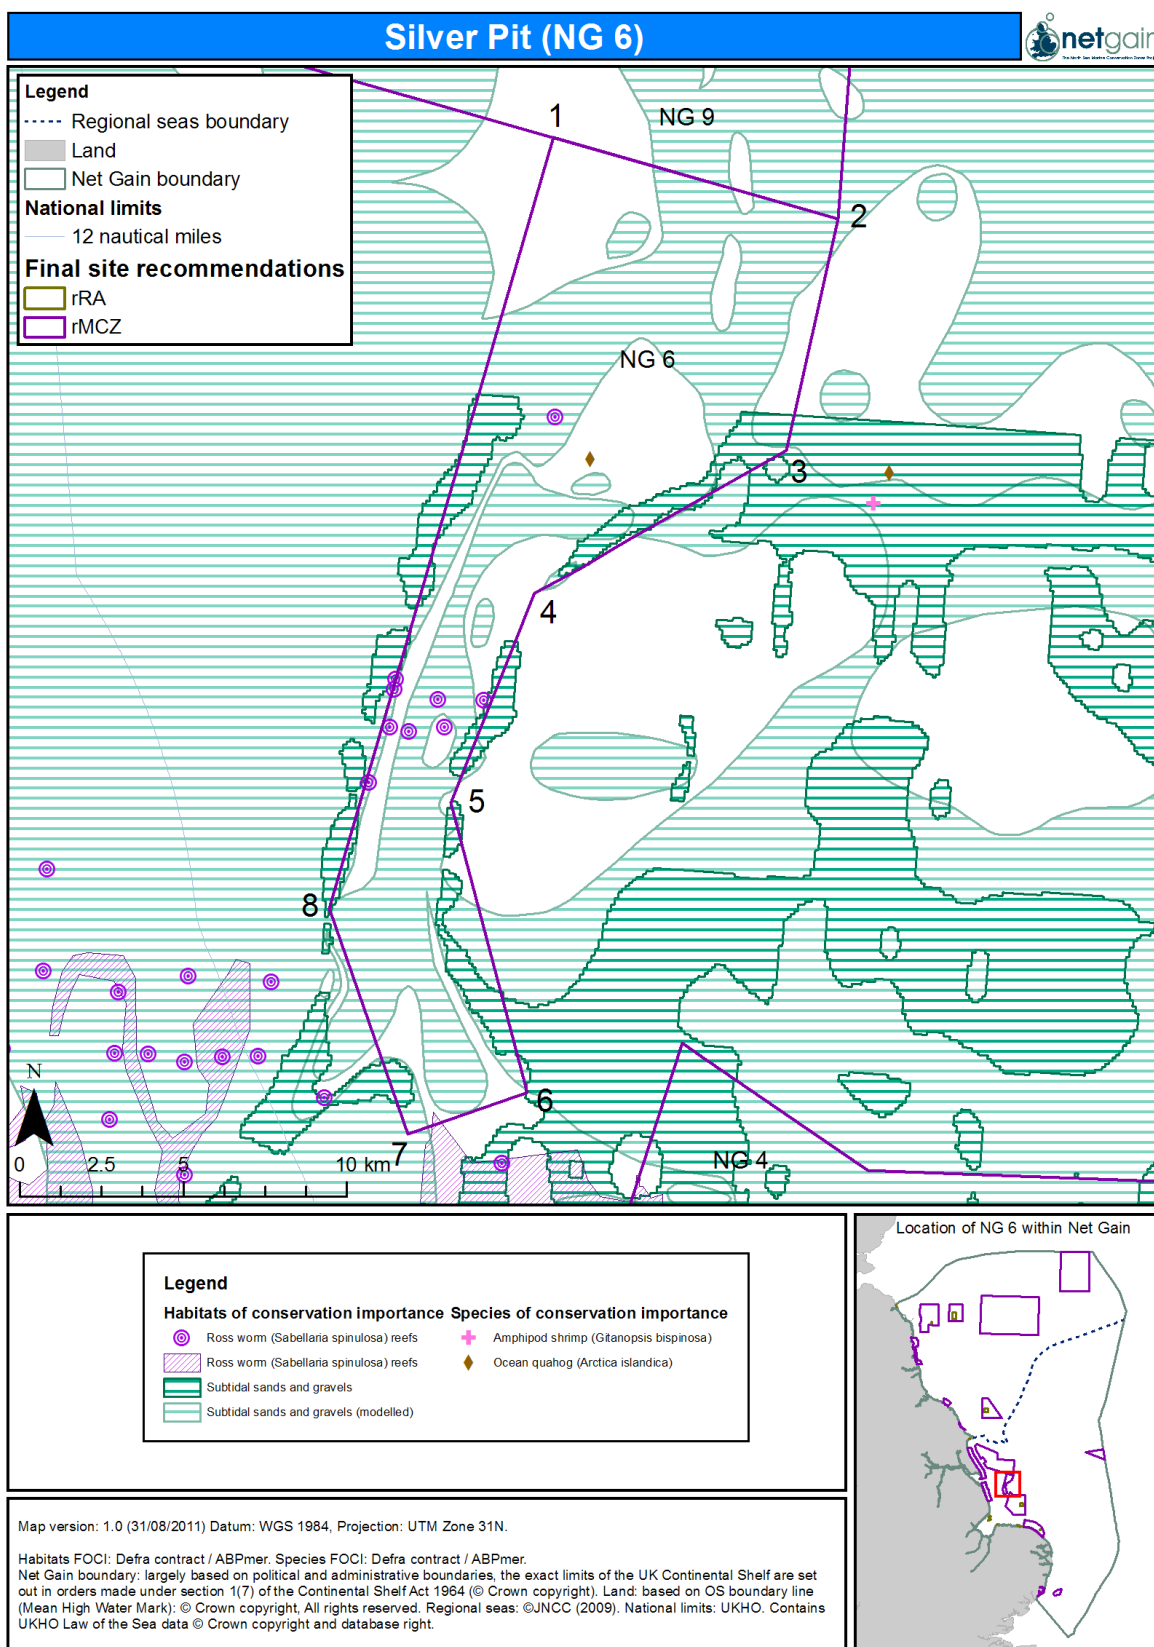 Silver Pit (NG 6)
netgain
The North Sea Marine Conservation Zones Project
Legend
Regional seas boundary
Land
Net Gain boundary
National limits
12 nautical miles
Final site recommendations
rRA
rMCZ
1
NG 9
2
NG 6
3
4
5
8
6
7
NG 4
N
0 2.5 5 10 km
Legend
Habitats of conservation importance Species of conservation importance
Ross worm (Sabellaria spinulosa) reefs Amphipod shrimp (Gitanopsis bispinosa)
Ross worm (Sabellaria spinulosa) reefs Ocean quahog (Arctica islandica)
Subtidal sands and gravels
Subtidal sands and gravels (modelled)
Location of NG 6 within Net Gain
Map version: 1.0 (31/08/2011) Datum: WGS 1984, Projection: UTM Zone 31N.
Habitats FOCI: Defra contract / ABPmer. Species FOCI: Defra contract / ABPmer.
Net Gain boundary: largely based on political and administrative boundaries, the exact limits of the UK Continental Shelf are set
out in orders made under section 1(7) of the Continental Shelf Act 1964 (© Crown copyright). Land: based on OS boundary line
(Mean High Water Mark): © Crown copyright, All rights reserved. Regional seas: ©JNCC (2009). National limits: UKHO. Contains
UKHO Law of the Sea data © Crown copyright and database right.